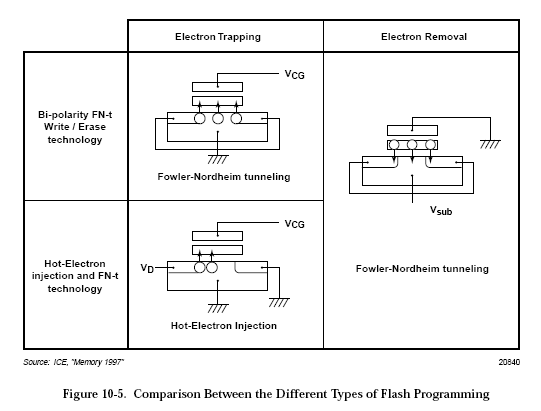 Electron Trapping
Electron Removal
Bi-polarity FN-t
Write / Erase
technology
VCG
Fowler-Nordheim tunneling
Vsub
Fowler-Nordheim tunneling
Hot-Electron
injection and FN-t
technology
VCG
VD
Hot-Electron Injection
Source: ICE, "Memory 1997"
20840
Figure 10-5. Comparison Between the Different Types of Flash Programming